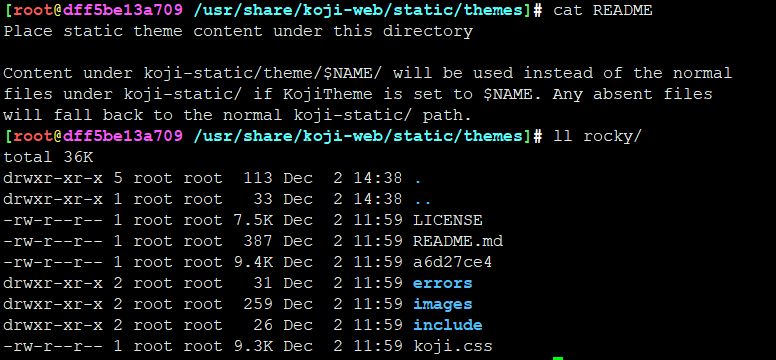 [root@dff5be13a709 /usr/share/koji-web/static/themes]# cat README
Place static theme content under this directory

Content under koji-static/theme/$NAME/ will be used instead of the normal
files under koji-static/ if KojiTheme is set to $NAME. Any absent files
will fall back to the normal koji-static/ path.
[root@dff5be13a709 /usr/share/koji-web/static/themes]# ll rocky/
total 36K
drwxr-xr-x 5 root root  113 Dec  2 14:38 .
drwxr-xr-x 1 root root   33 Dec  2 14:38 ..
-rw-r--r-- 1 root root 7.5K Dec  2 11:59 LICENSE
-rw-r--r-- 1 root root  387 Dec  2 11:59 README.md
-rw-r--r-- 1 root root 9.4K Dec  2 11:59 a6d27ce4
drwxr-xr-x 2 root root   31 Dec  2 11:59 errors
drwxr-xr-x 2 root root  259 Dec  2 11:59 images
drwxr-xr-x 2 root root   26 Dec  2 11:59 include
-rw-r--r-- 1 root root 9.3K Dec  2 11:59 koji.css